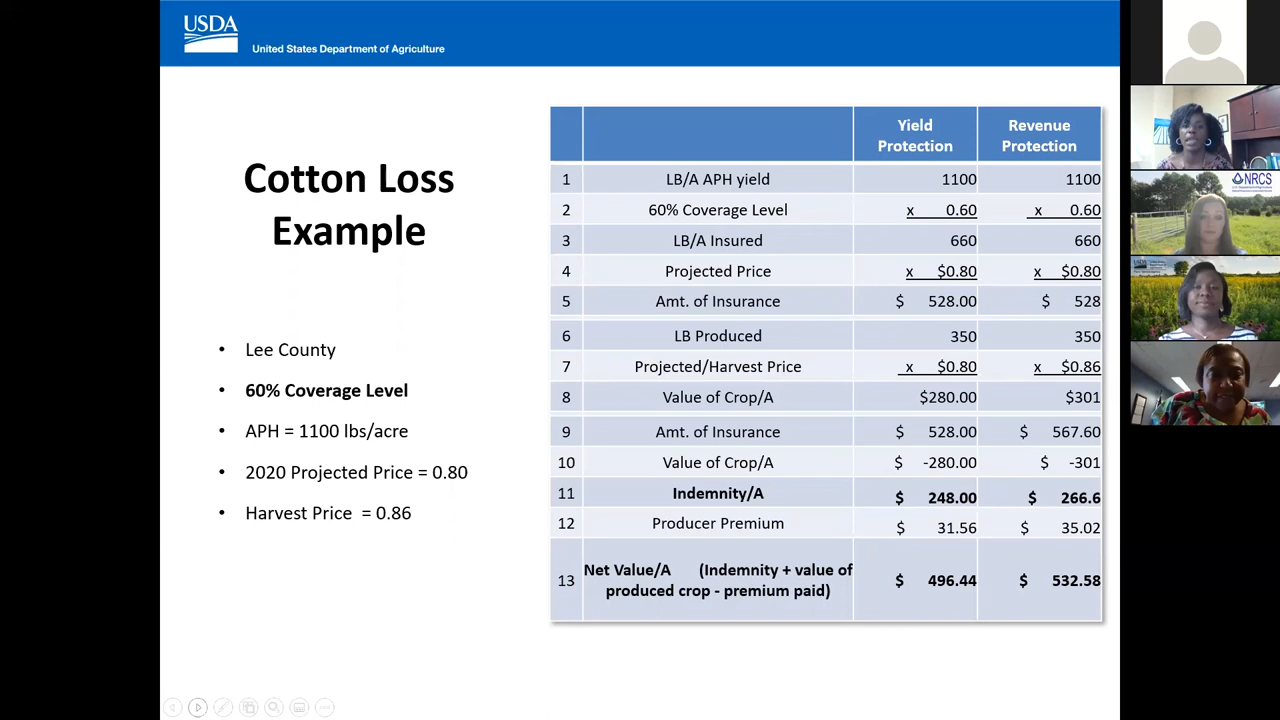 USDA
United States Department of Agriculture
Cotton Loss
Example
• Lee County
• 60% Coverage Level
• APH = 1100 lbs/acre
• 2020 Projected Price = 0.80
• Harvest Price = 0.86
Yield Protection Revenue Protection
1 LB/A APH yield 1100 1100
2 60% Coverage Level x 0.60 x 0.60
3 LB/A Insured 660 660
4 Projected Price x $0.80 x $0.80
5 Amt. of Insurance $ 528.00 $ 528
6 LB Produced 350 350
7 Projected/Harvest Price x $0.80 x $0.86
8 Value of Crop/A $280.00 $301
9 Amt. of Insurance $ 528.00 $ 567.60
10 Value of Crop/A $ -280.00 $ -301
11 Indemnity/A $ 248.00 $ 266.6
12 Producer Premium $ 31.56 $ 35.02
13 Net Value/A (Indemnity + value of produced crop - premium paid) $ 496.44 $ 532.58
NRCS